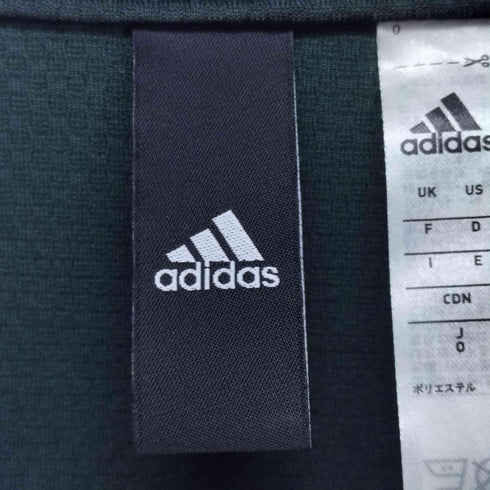 adidas
0
adidas
UK US
F D
I E
CDN
J
O
ポリエステル